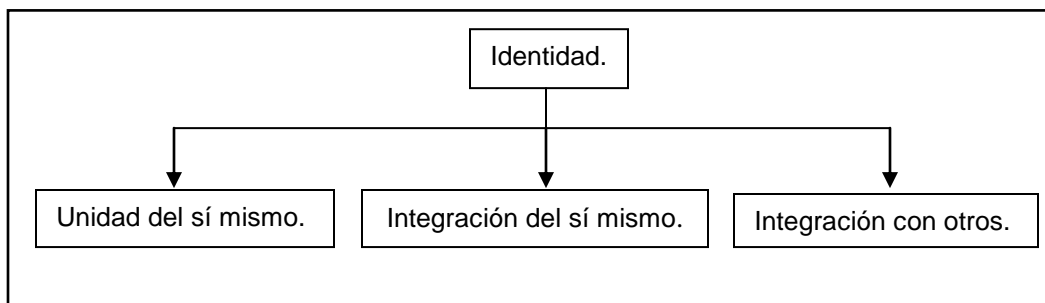 Identidad.
Unidad del sí mismo.
Integración del sí mismo.
Integración con otros.